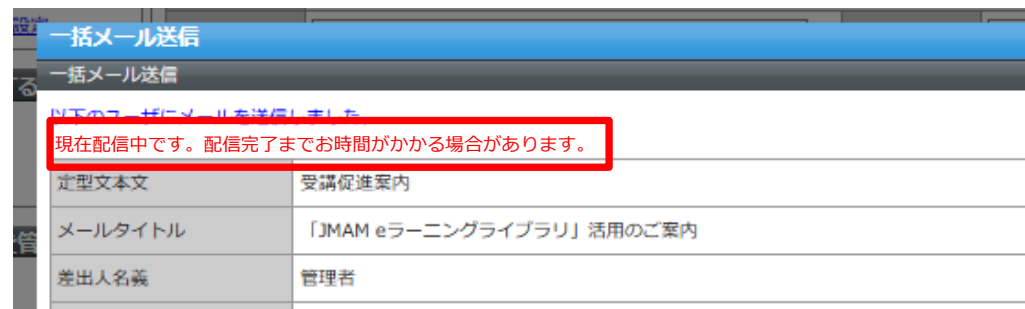 設定
一括メール送信
一括メール送信
する
以下のユーザにメールを送信しました
現在配信中です。配信完了までお時間がかかる場合があります。
定型文本文 受講促進案内
メールタイトル 「JMAM eラーニングライブラリ」活用のご案内
管
差出人名義 管理者